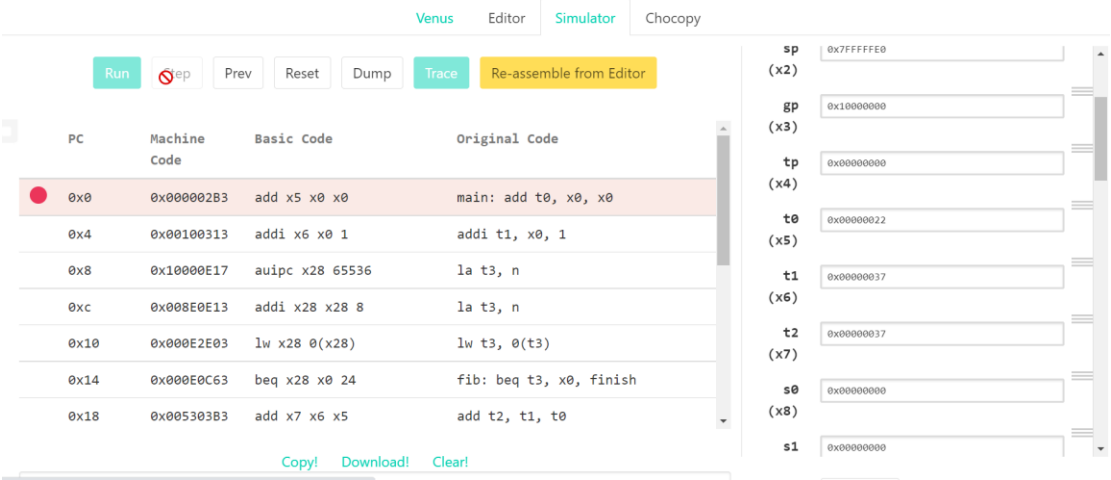 Venus Editor Simulator Chocopy
Run Step Prev Reset Dump Trace Re-assemble from Editor
PC Machine Code Basic Code Original Code
0x0 0x000002B3 add x5 x0 x0 main: add t0, x0, x0
0x4 0x00100313 addi x6 x0 1 addi t1, x0, 1
0x8 0x10000E17 auipc x28 65536 la t3, n
0xc 0x008E0E13 addi x28 x28 8 la t3, n
0x10 0x000E2E03 lw x28 0(x28) lw t3, 0(t3)
0x14 0x000E0C63 beq x28 x0 24 fib: beq t3, x0, finish
0x18 0x005303B3 add x7 x6 x5 add t2, t1, t0
Copy! Download! Clear!
sp 0x7FFFFFE0
(x2)
gp 0x10000000
(x3)
tp 0x00000000
(x4)
t0 0x00000022
(x5)
t1 0x00000037
(x6)
t2 0x00000037
(x7)
s0 0x00000000
(x8)
s1 0x00000000